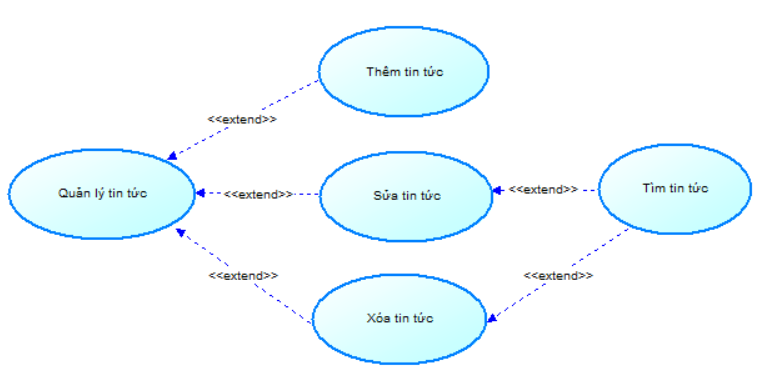 Thêm tin tức
<<extend>>
Quản lý tin tức
<<extend>>
Sửa tin tức
<<extend>>
Tìm tin tức
<<extend>>
<<extend>>
Xóa tin tức